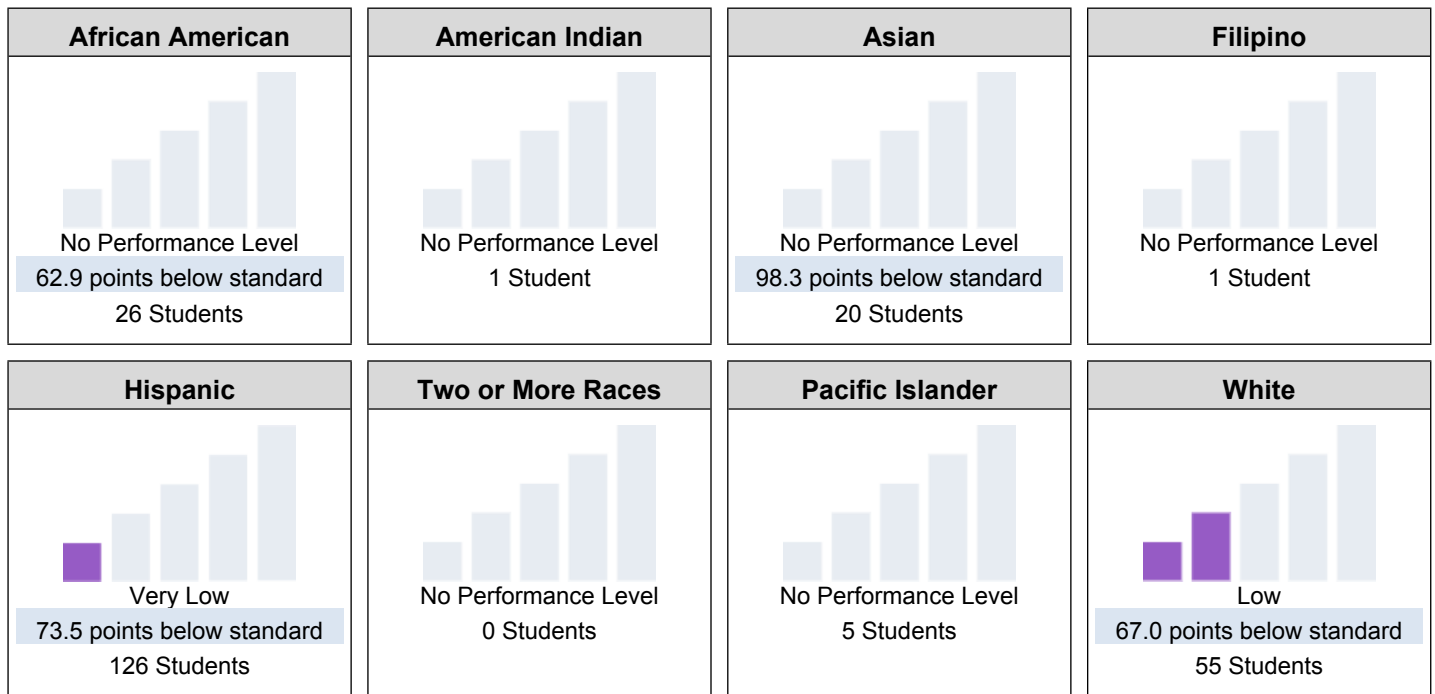 African American
No Performance Level
62.9 points below standard
26 Students
American Indian
No Performance Level
1 Student
Asian
No Performance Level
98.3 points below standard
20 Students
Filipino
No Performance Level
1 Student
Hispanic
Very Low
73.5 points below standard
126 Students
Two or More Races
No Performance Level
0 Students
Pacific Islander
No Performance Level
5 Students
White
Low
67.0 points below standard
55 Students